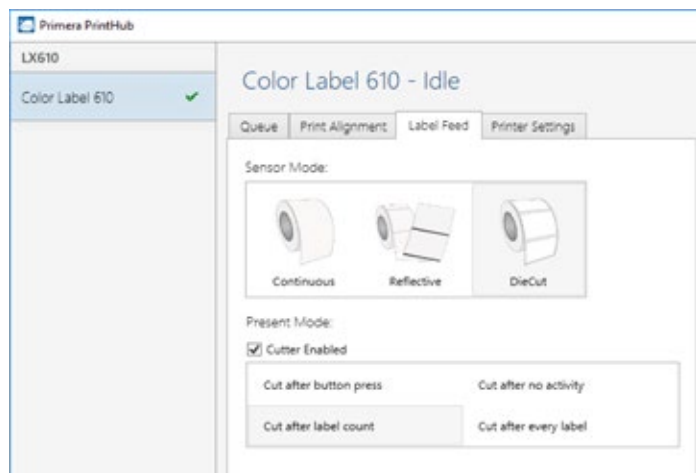 Primera PrintHub
LX610
Color Label 610
Color Label 610 - Idle
Queue Print Alignment Label Feed Printer Settings
Sensor Mode:
Continuous Reflective DieCut
Present Mode:
Cutter Enabled
Cut after button press Cut after no activity
Cut after label count Cut after every label